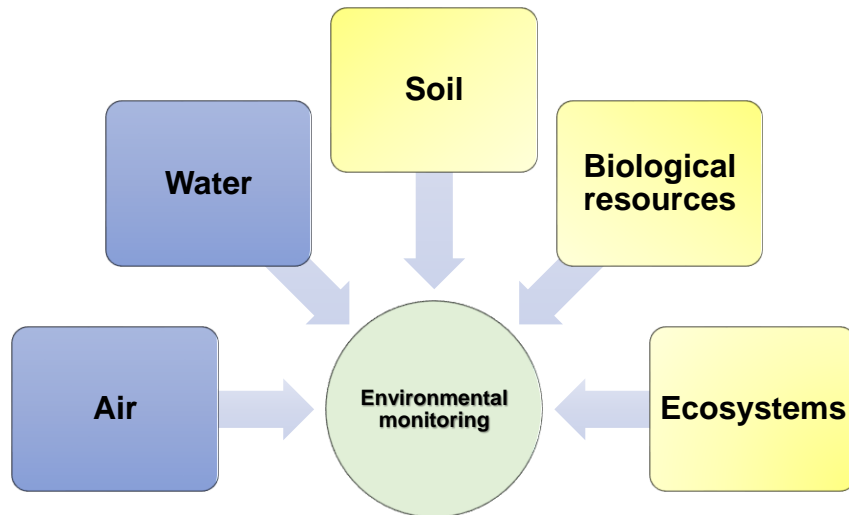 Soil
Water
Biological
resources
Air
Environmental
monitoring
Ecosystems